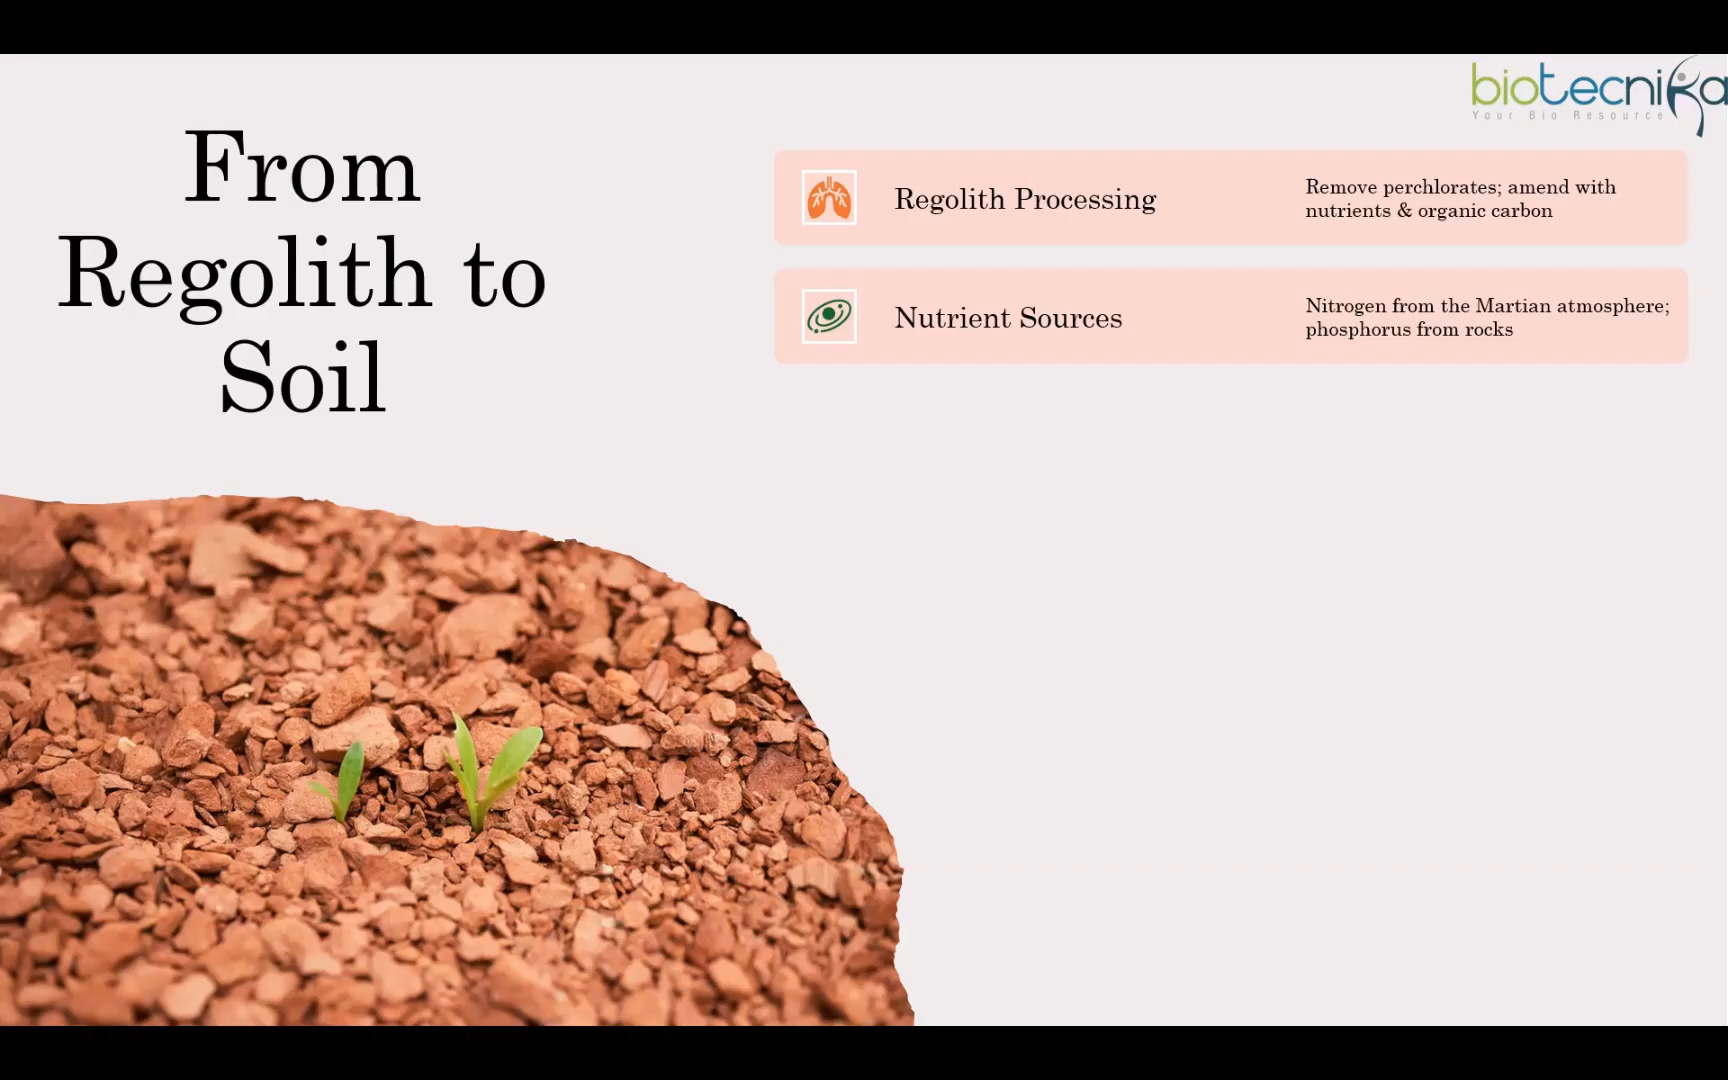 biotecnika
Your Bio Resource
From
Regolith to
Soil
Regolith Processing
Remove perchlorates; amend with
nutrients & organic carbon
Nutrient Sources
Nitrogen from the Martian atmosphere;
phosphorus from rocks